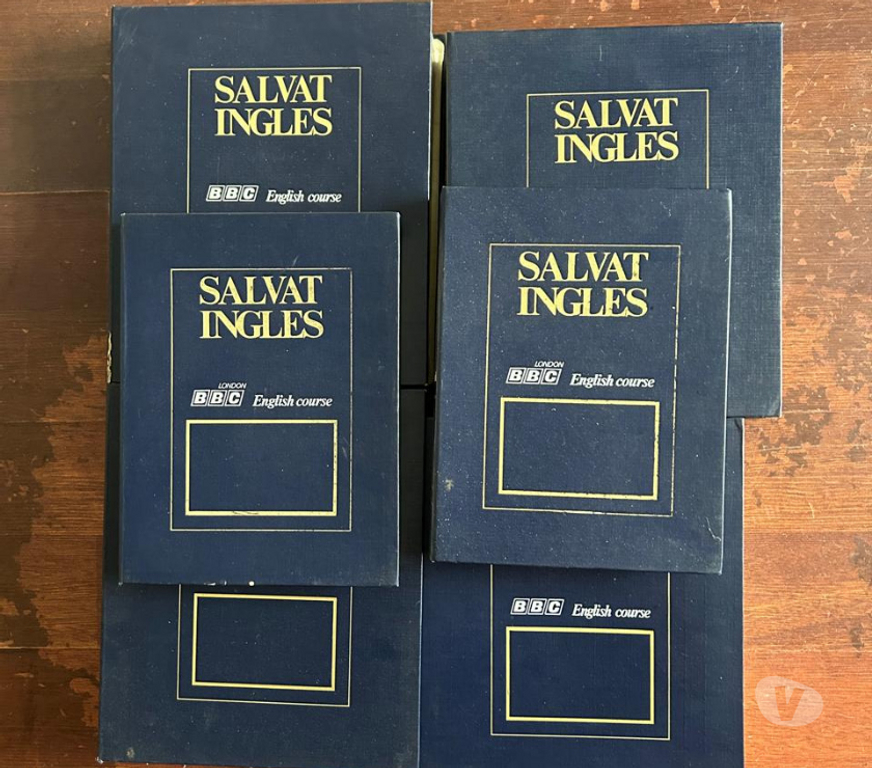 SALVAT
INGLES
BBC English course
SALVAT
INGLES
SALVAT
INGLES
LONDON
BBC English course
SALVAT
INGLES
LONDON
BBC English course
BBC English course
V